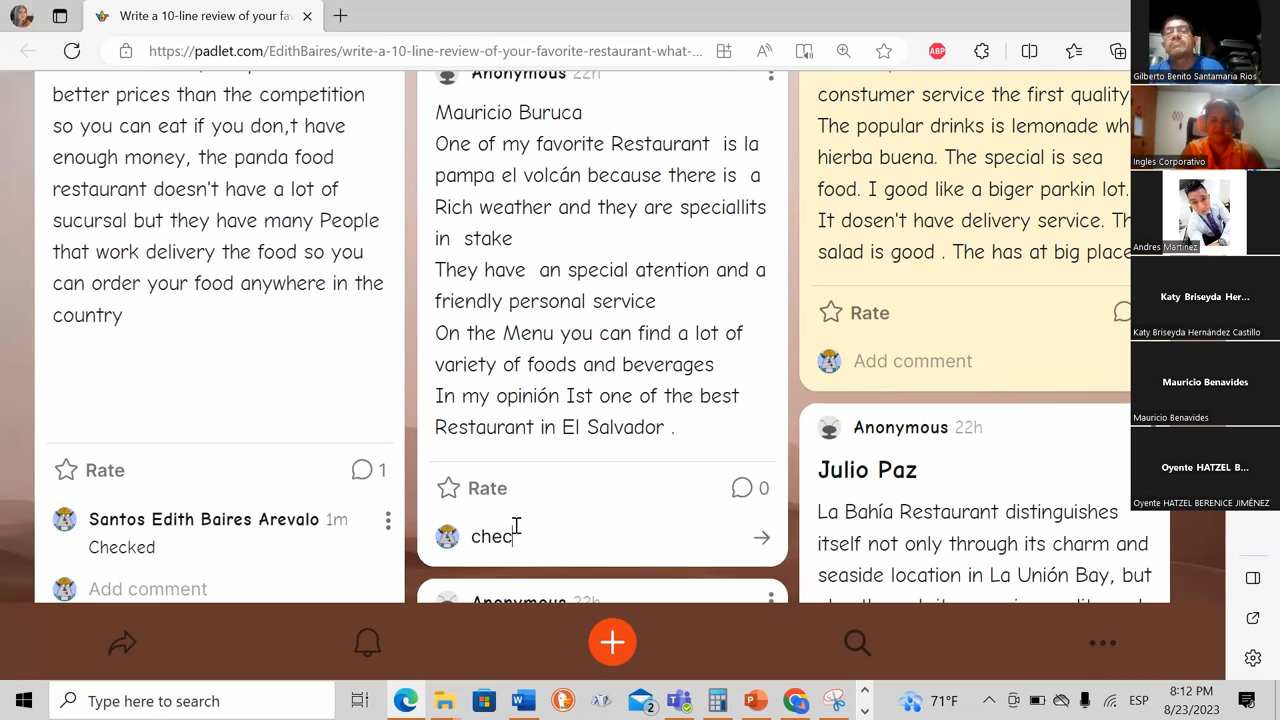 Write a 10-line review of your fa
https://padlet.com/EdithBaires/write-a-10-line-review-of-your-favorite-restaurant-what-...
ABP
better prices than the competition
so you can eat if you don,t have
enough money, the panda food
restaurant doesn't have a lot of
sucursal but they have many People
that work delivery the food so you
can order your food anywhere in the
country
Rate
1
Santos Edith Baires Arevalo 1m
Checked
Add comment
Anonymous 22h
Mauricio Buruca
One of my favorite Restaurant is la
pampa el volcán because there is a
Rich weather and they are speciallits
in stake
They have an special atention and a
friendly personal service
On the Menu you can find a lot of
variety of foods and beverages
In my opinión Ist one of the best
Restaurant in El Salvador .
Rate
0
chec
Anonymous 22h
constumer service the first quality
The popular drinks is lemonade wh
hierba buena. The special is sea
food. I good like a biger parkin lot.
It dosen't have delivery service. Th
salad is good . The has at big place
Rate
Add comment
Anonymous 22h
Julio Paz
La Bahía Restaurant distinguishes
itself not only through its charm and
seaside location in La Unión Bay, but
Gilberto Benito Santamaria Rios
Ingles Corporativo
Andres Martinez
Katy Briseyda Her...
Katy Briseyda Hernández Castillo
Mauricio Benavides
Mauricio Benavides
Oyente HATZEL B...
Oyente HATZEL BERENICE JIMÉNEZ
Type here to search
2
71°F
ESP
8:12 PM
8/23/2023